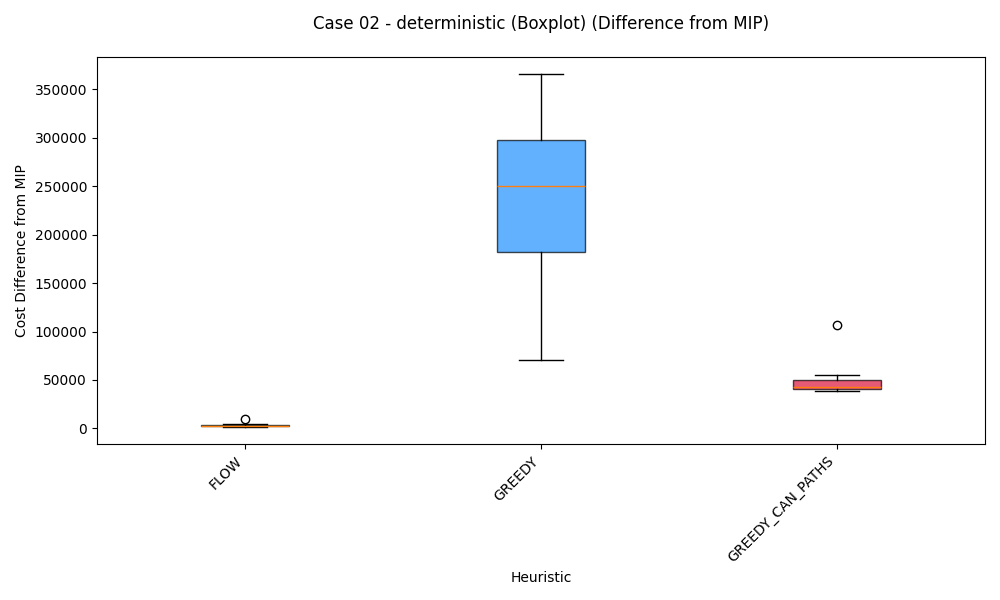 Case 02 - deterministic (Boxplot) (Difference from MIP)
Cost Difference from MIP
350000
300000
250000
200000
150000
100000
50000
0
FLOW
GREEDY
GREEDY_CAN_PATHS
Heuristic